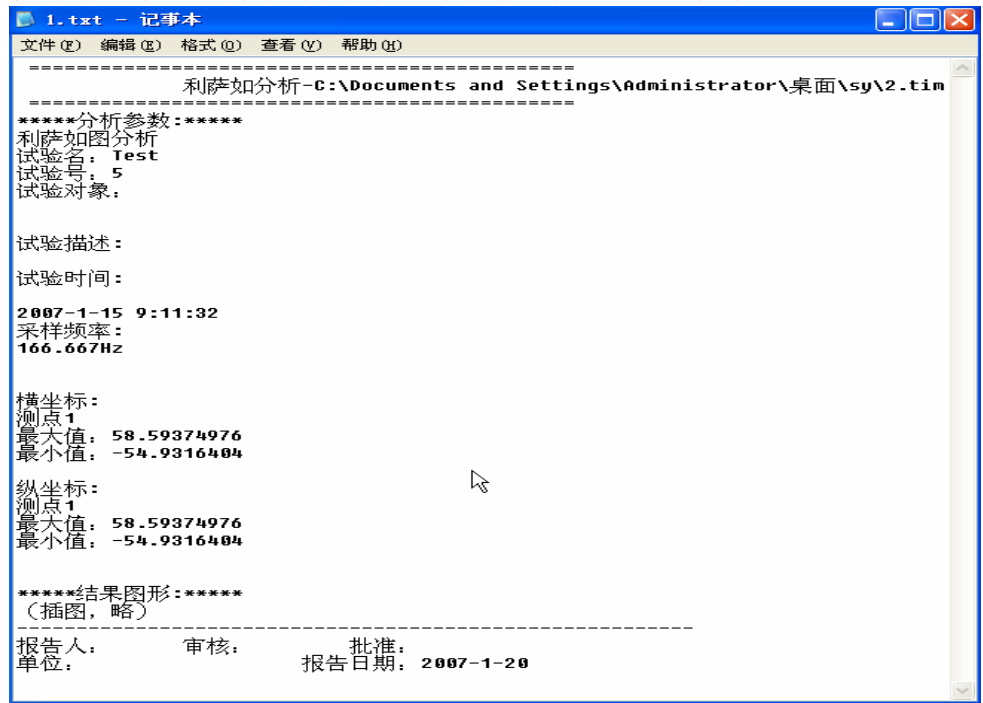 1.txt - 记事本
文件(F) 编辑(E) 格式(O) 查看(V) 帮助(H)
=======================================================
利萨如分析-C:\Documents and Settings\Administrator\桌面\sy\2.tim
=======================================================
*****分析参数:*****
利萨如图分析
试验名：Test
试验号：5
试验对象：
试验描述：
试验时间：
2007-1-15 9:11:32
采样频率：
166.667Hz
横坐标：
测点1
最大值：58.59374976
最小值：-54.9316404
纵坐标：
测点1
最大值：58.59374976
最小值：-54.9316404
*****结果图形:*****
（插图，略）
--------------------------------------------------------------------
报告人： 审核： 批准：
单位： 报告日期：2007-1-20